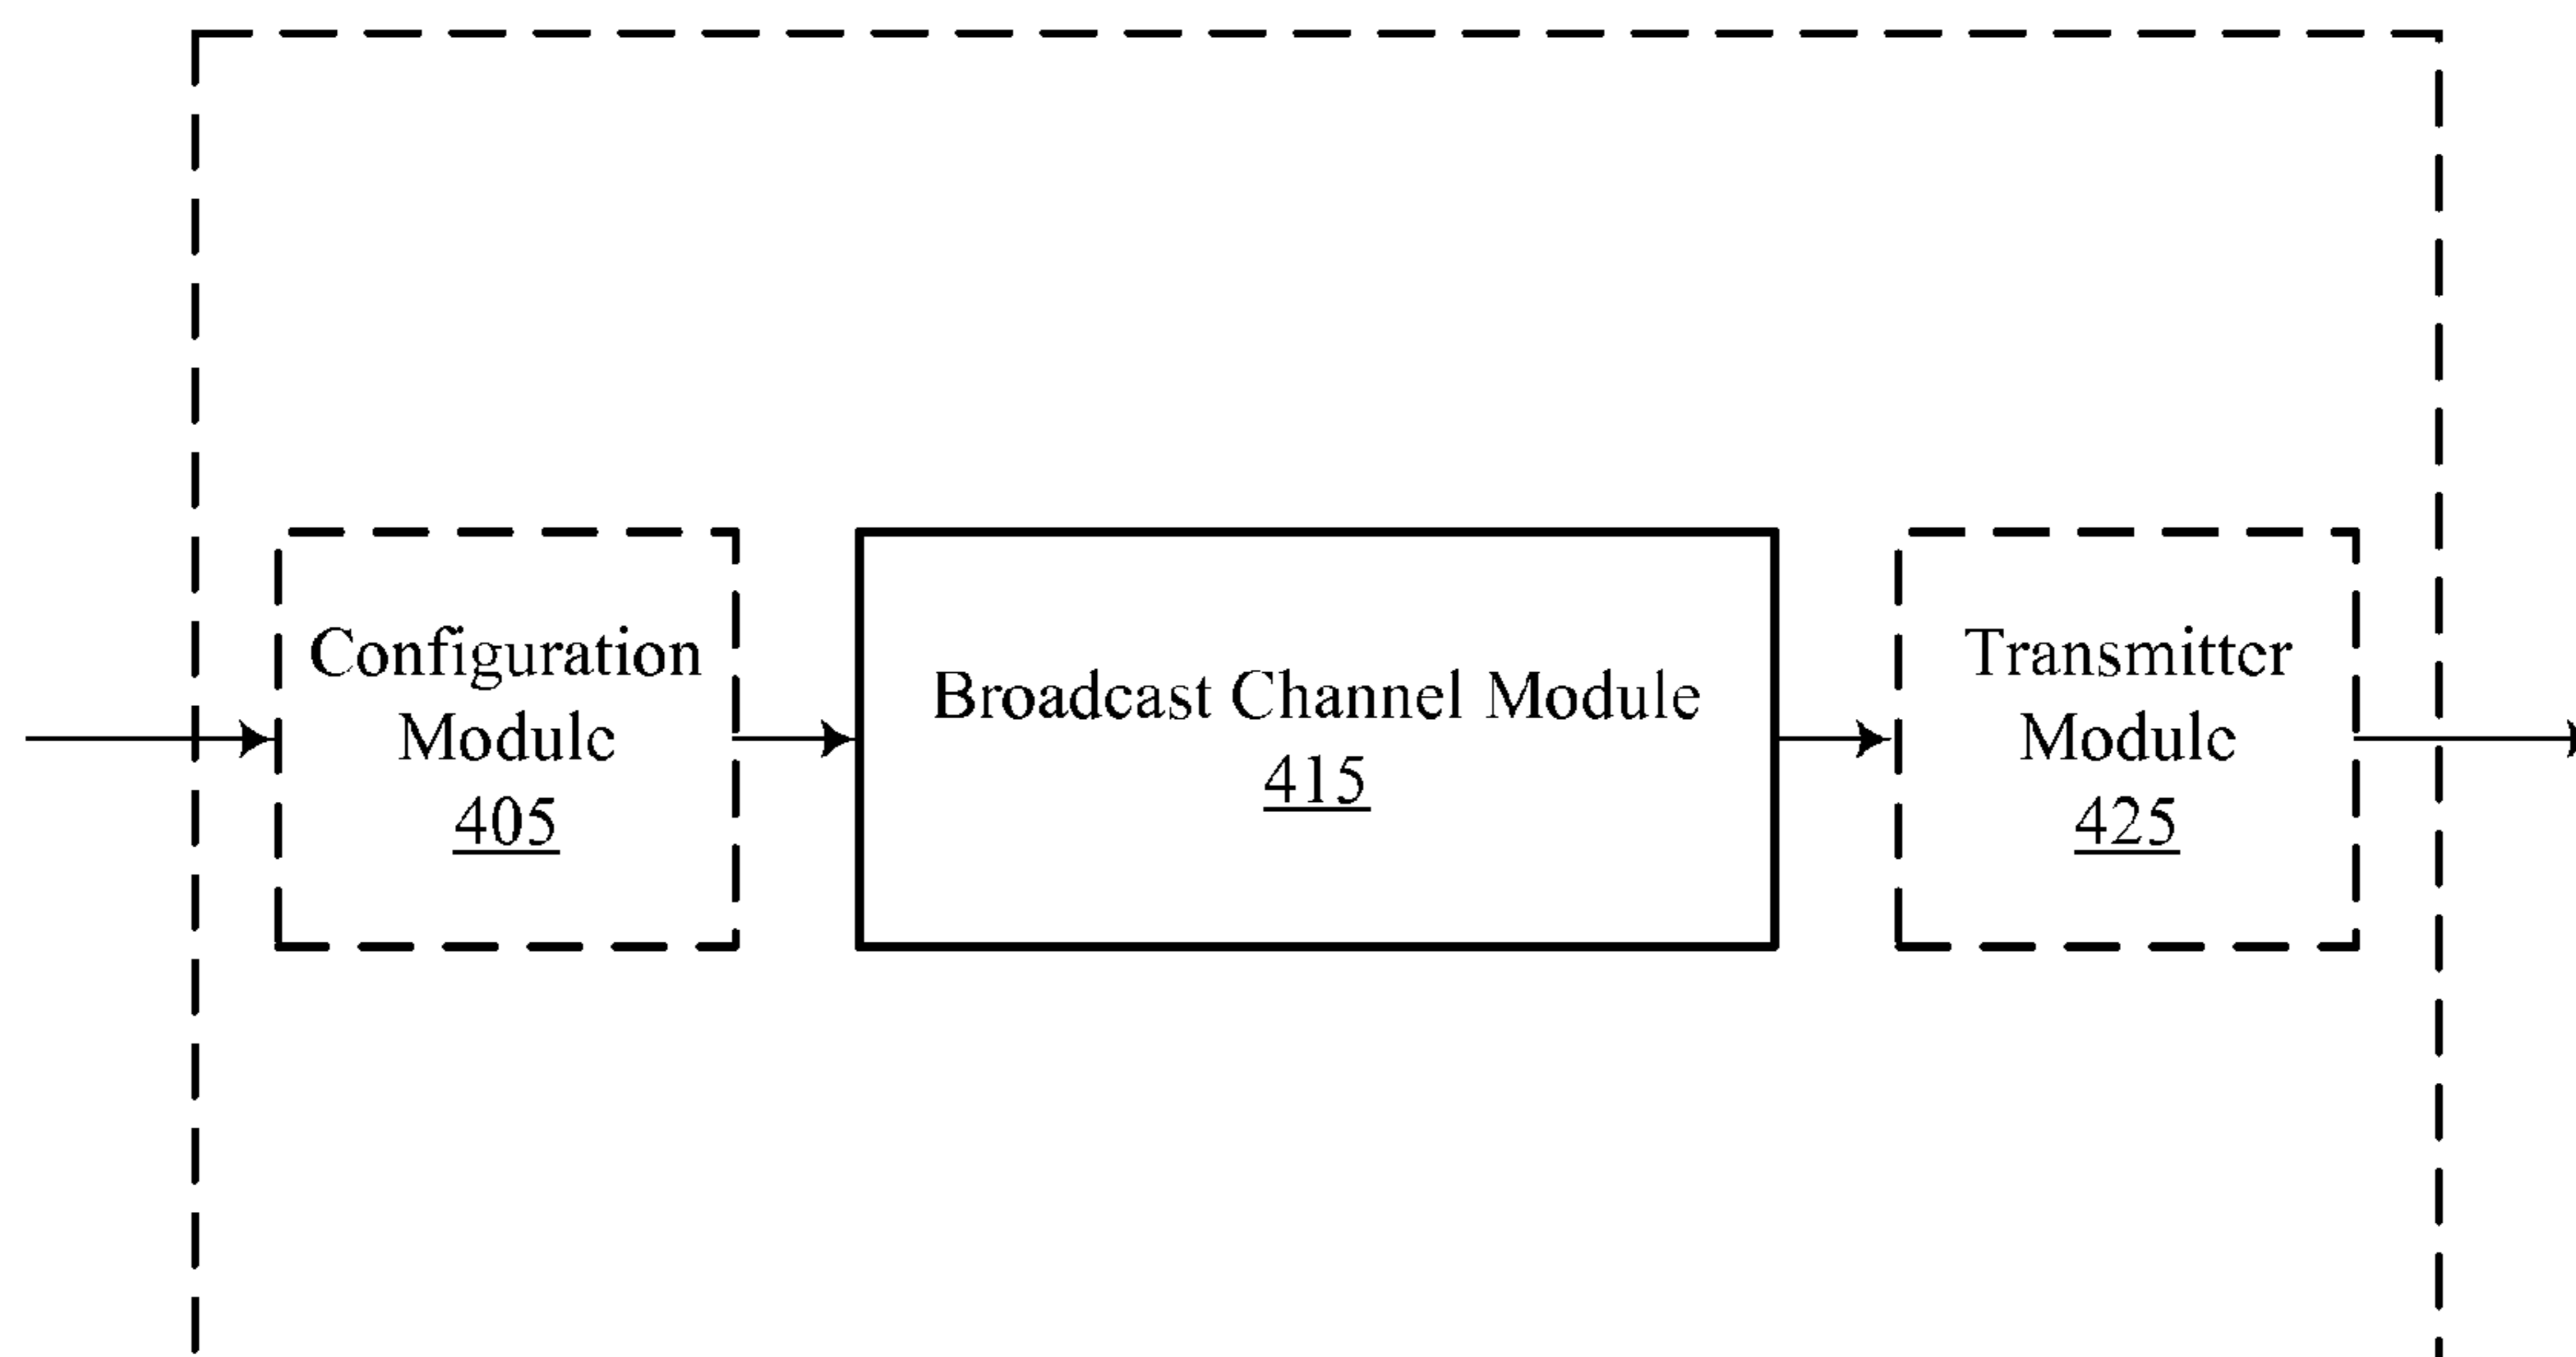 Configuration
Module
405
Broadcast Channel Module
415
Transmitter
Module
425